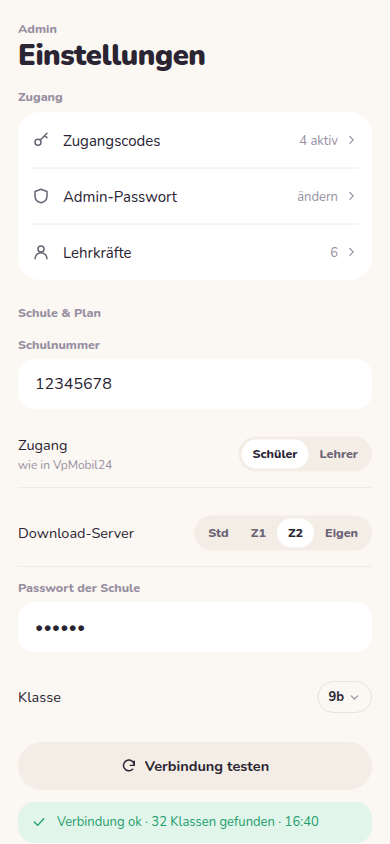 Admin
Einstellungen
Zugang
Zugangscodes 4 aktiv
Admin-Passwort ändern
Lehrkräfte 6
Schule & Plan
Schulnummer
12345678
Zugang
wie in VpMobil24
Schüler Lehrer
Download-Server Std Z1 Z2 Eigen
Passwort der Schule
••••••
Klasse 9b
Verbindung testen
Verbindung ok · 32 Klassen gefunden · 16:40